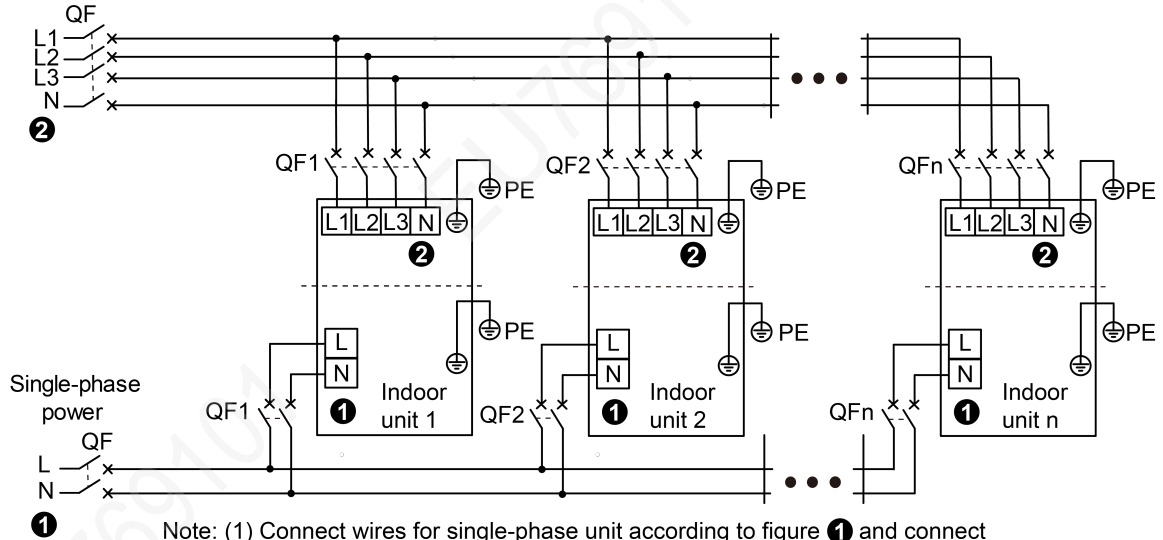 QF
L1
L2
L3
N
❷
QF1
PE
QF2
PE
QFn
PE
L1 L2 L3 N
L1 L2 L3 N
L1 L2 L3 N
❷
❷
❷
PE
PE
PE
L
L
L
N
N
N
Single-phase
power
QF1
❶
Indoor
unit 1
QF2
❶
Indoor
unit 2
QFn
❶
Indoor
unit n
QF
L
N
❶
Note: (1) Connect wires for single-phase unit according to figure ❶ and connect